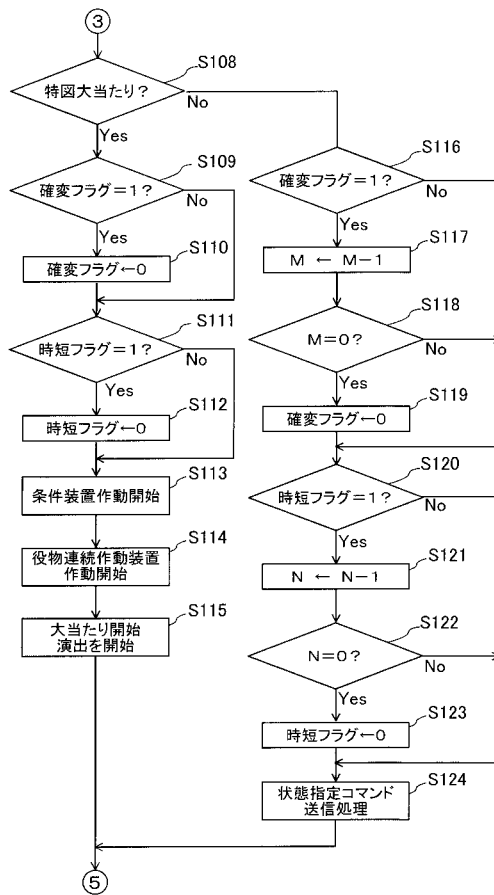 ③
S108
特図大当たり？
No
Yes
S109
確変フラグ＝１？
No
Yes
S110
確変フラグ←０
S111
時短フラグ＝１？
No
Yes
S112
時短フラグ←０
S113
条件装置作動開始
S114
役物連続作動装置
作動開始
S115
大当たり開始
演出を開始
⑤
S116
確変フラグ＝１？
No
Yes
S117
Ｍ ← Ｍ－１
S118
Ｍ＝０？
No
Yes
S119
確変フラグ←０
S120
時短フラグ＝１？
No
Yes
S121
Ｎ ← Ｎ－１
S122
Ｎ＝０？
No
Yes
S123
時短フラグ←０
S124
状態指定コマンド
送信処理